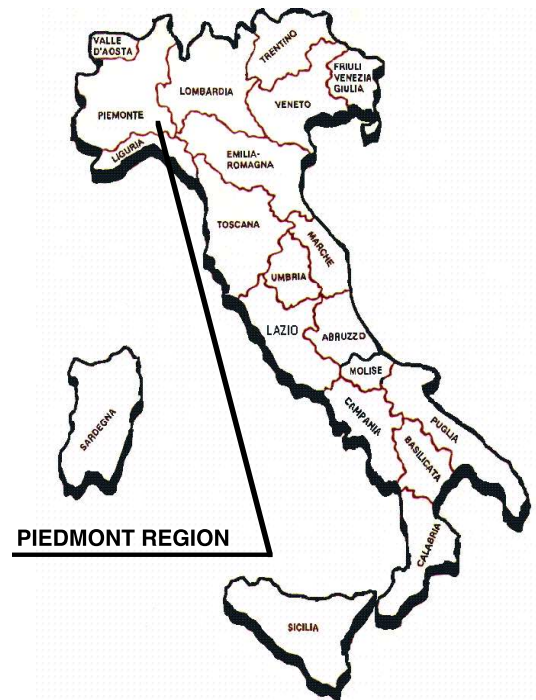 VALLE
D'AOSTA
TRENTINO
FRIULI
VENEZIA
GIULIA
LOMBARDIA
VENETO
PIEMONTE
LIGURIA
EMILIA-
ROMAGNA
TOSCANA
MARCHE
UMBRIA
LAZIO
ABRUZZO
MOLISE
CAMPANIA
PUGLIA
BASILICATA
SARDEGNA
CALABRIA
PIEDMONT REGION
SICILIA